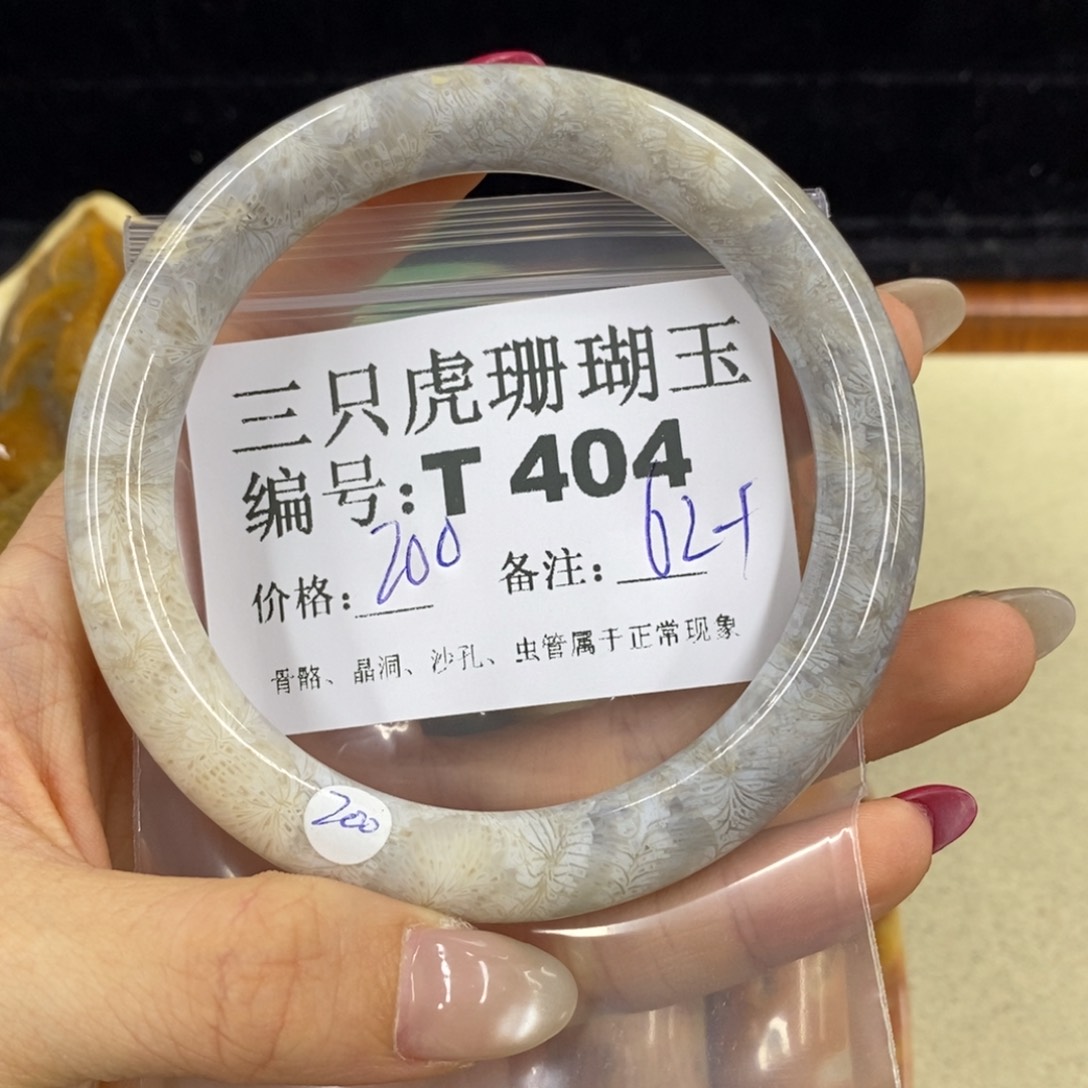 三只虎珊瑚玉
编号:T 404
价格: 200 备注: 62+
骨骼、晶洞、沙孔、虫管属于正常现象
200